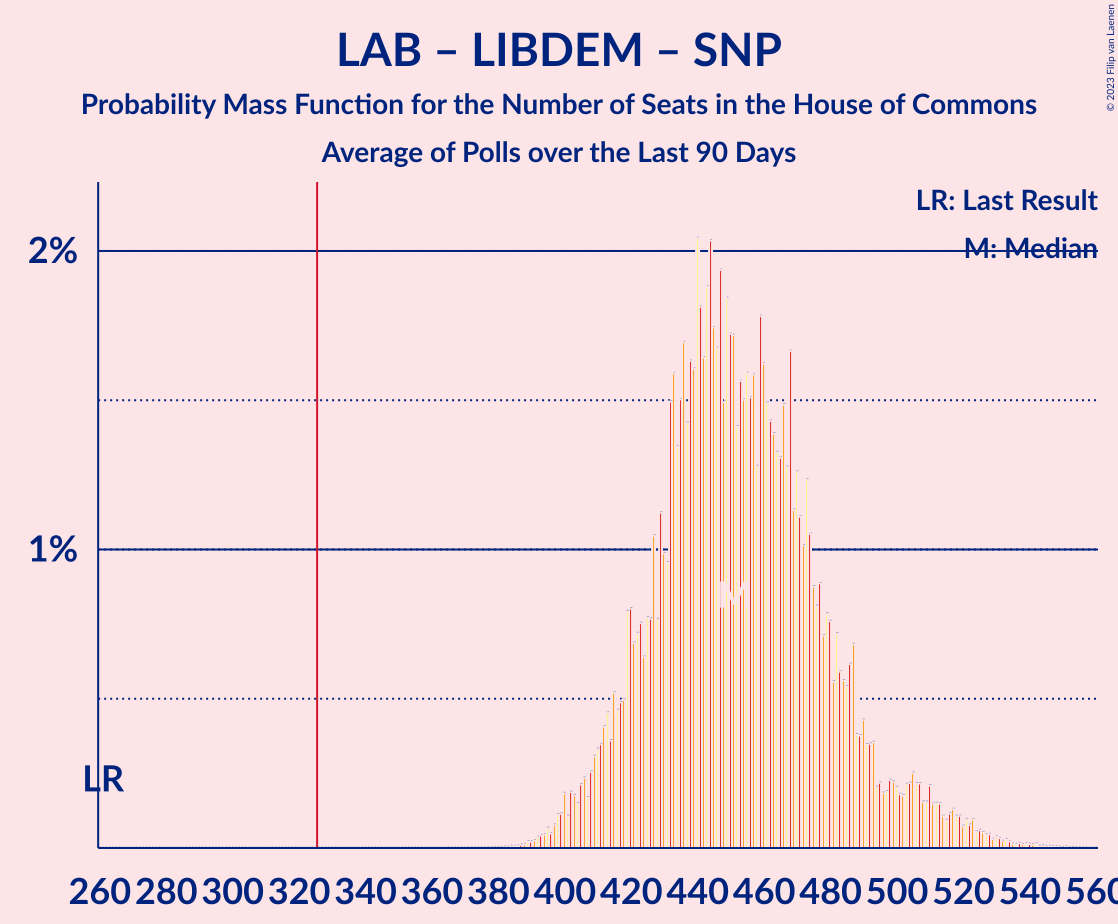 LAB – LIBDEM – SNP
Probability Mass Function for the Number of Seats in the House of Commons
Average of Polls over the Last 90 Days
© 2023 Filip van Laenen
LR: Last Result
M: Median
2%
1%
M
LR
260 280 300 320 340 360 380 400 420 440 460 480 500 520 540 560